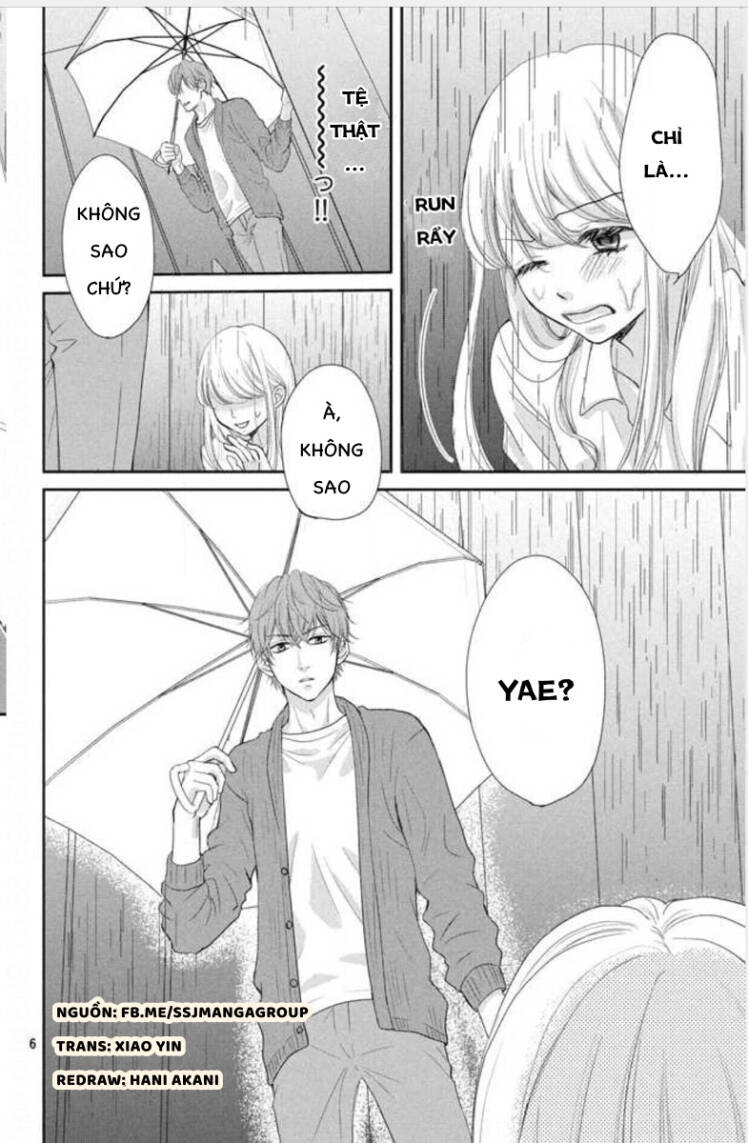 CHỈ
LÀ...
RUN
RẨY
TỆ
THẬT
...
っ!!
KHÔNG
SAO
CHỨ?
À,
KHÔNG
SAO
YAE?
NGUỒN: FB.ME/SSJMANGAGROUP
TRANS: XIAO YIN
REDRAW: HANI AKANI
6